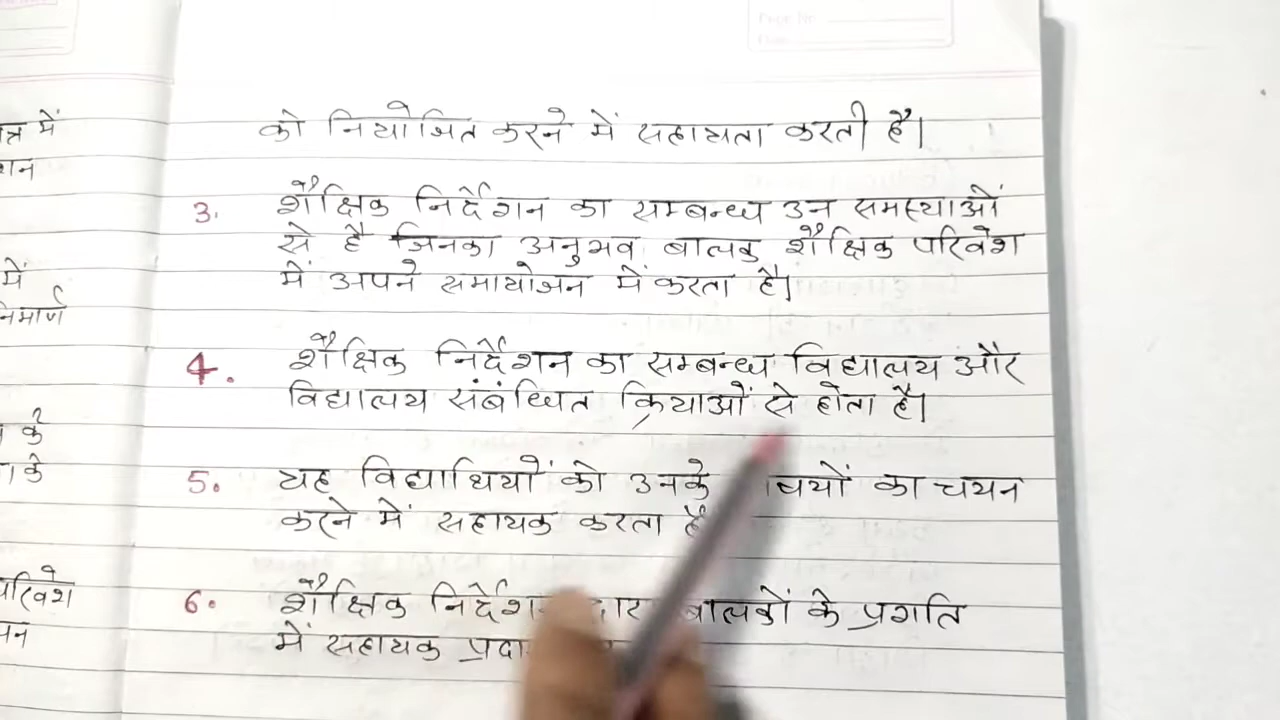 त्र में
को नियोजित करने में सहायता करती है।
3. शैक्षिक निर्देशन का सम्बन्ध उन समस्याओं
से है जिनका अनुभव बालक शैक्षिक परिवेश
में
में अपने समायोजन में करता है।
निर्माण
4. शैक्षिक निर्देशन का सम्बन्ध विद्यालय और
विद्यालय संबंधित क्रियाओं से होता है।
के
के
5. यह विद्यार्थियों को उनके का चयन
करने में सहायक करता है
परिवेश
6. शैक्षिक बालकों के प्रगति
में सहायक